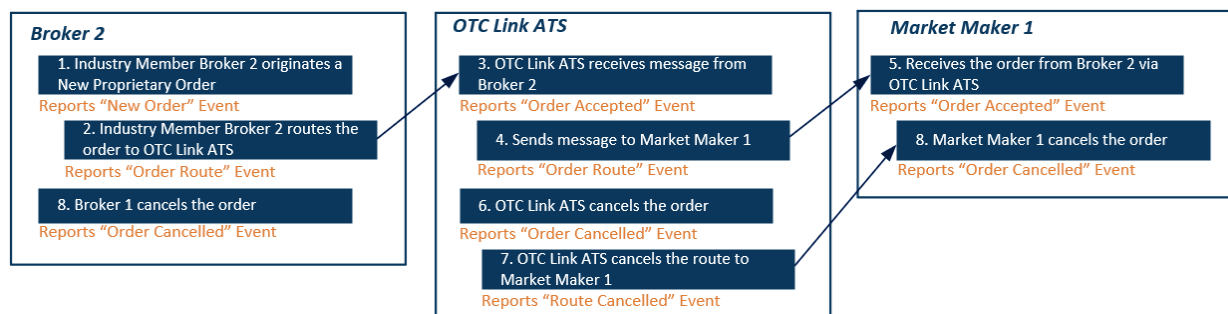 Broker 2
1. Industry Member Broker 2 originates a
New Proprietary Order
Reports “New Order” Event
2. Industry Member Broker 2 routes the
order to OTC Link ATS
Reports “Order Route” Event
8. Broker 1 cancels the order
Reports “Order Cancelled” Event
OTC Link ATS
3. OTC Link ATS receives message from
Broker 2
Reports “Order Accepted” Event
4. Sends message to Market Maker 1
Reports “Order Route” Event
6. OTC Link ATS cancels the order
Reports “Order Cancelled” Event
7. OTC Link ATS cancels the route to
Market Maker 1
Reports “Route Cancelled” Event
Market Maker 1
5. Receives the order from Broker 2 via
OTC Link ATS
Reports “Order Accepted” Event
8. Market Maker 1 cancels the order
Reports “Order Cancelled” Event